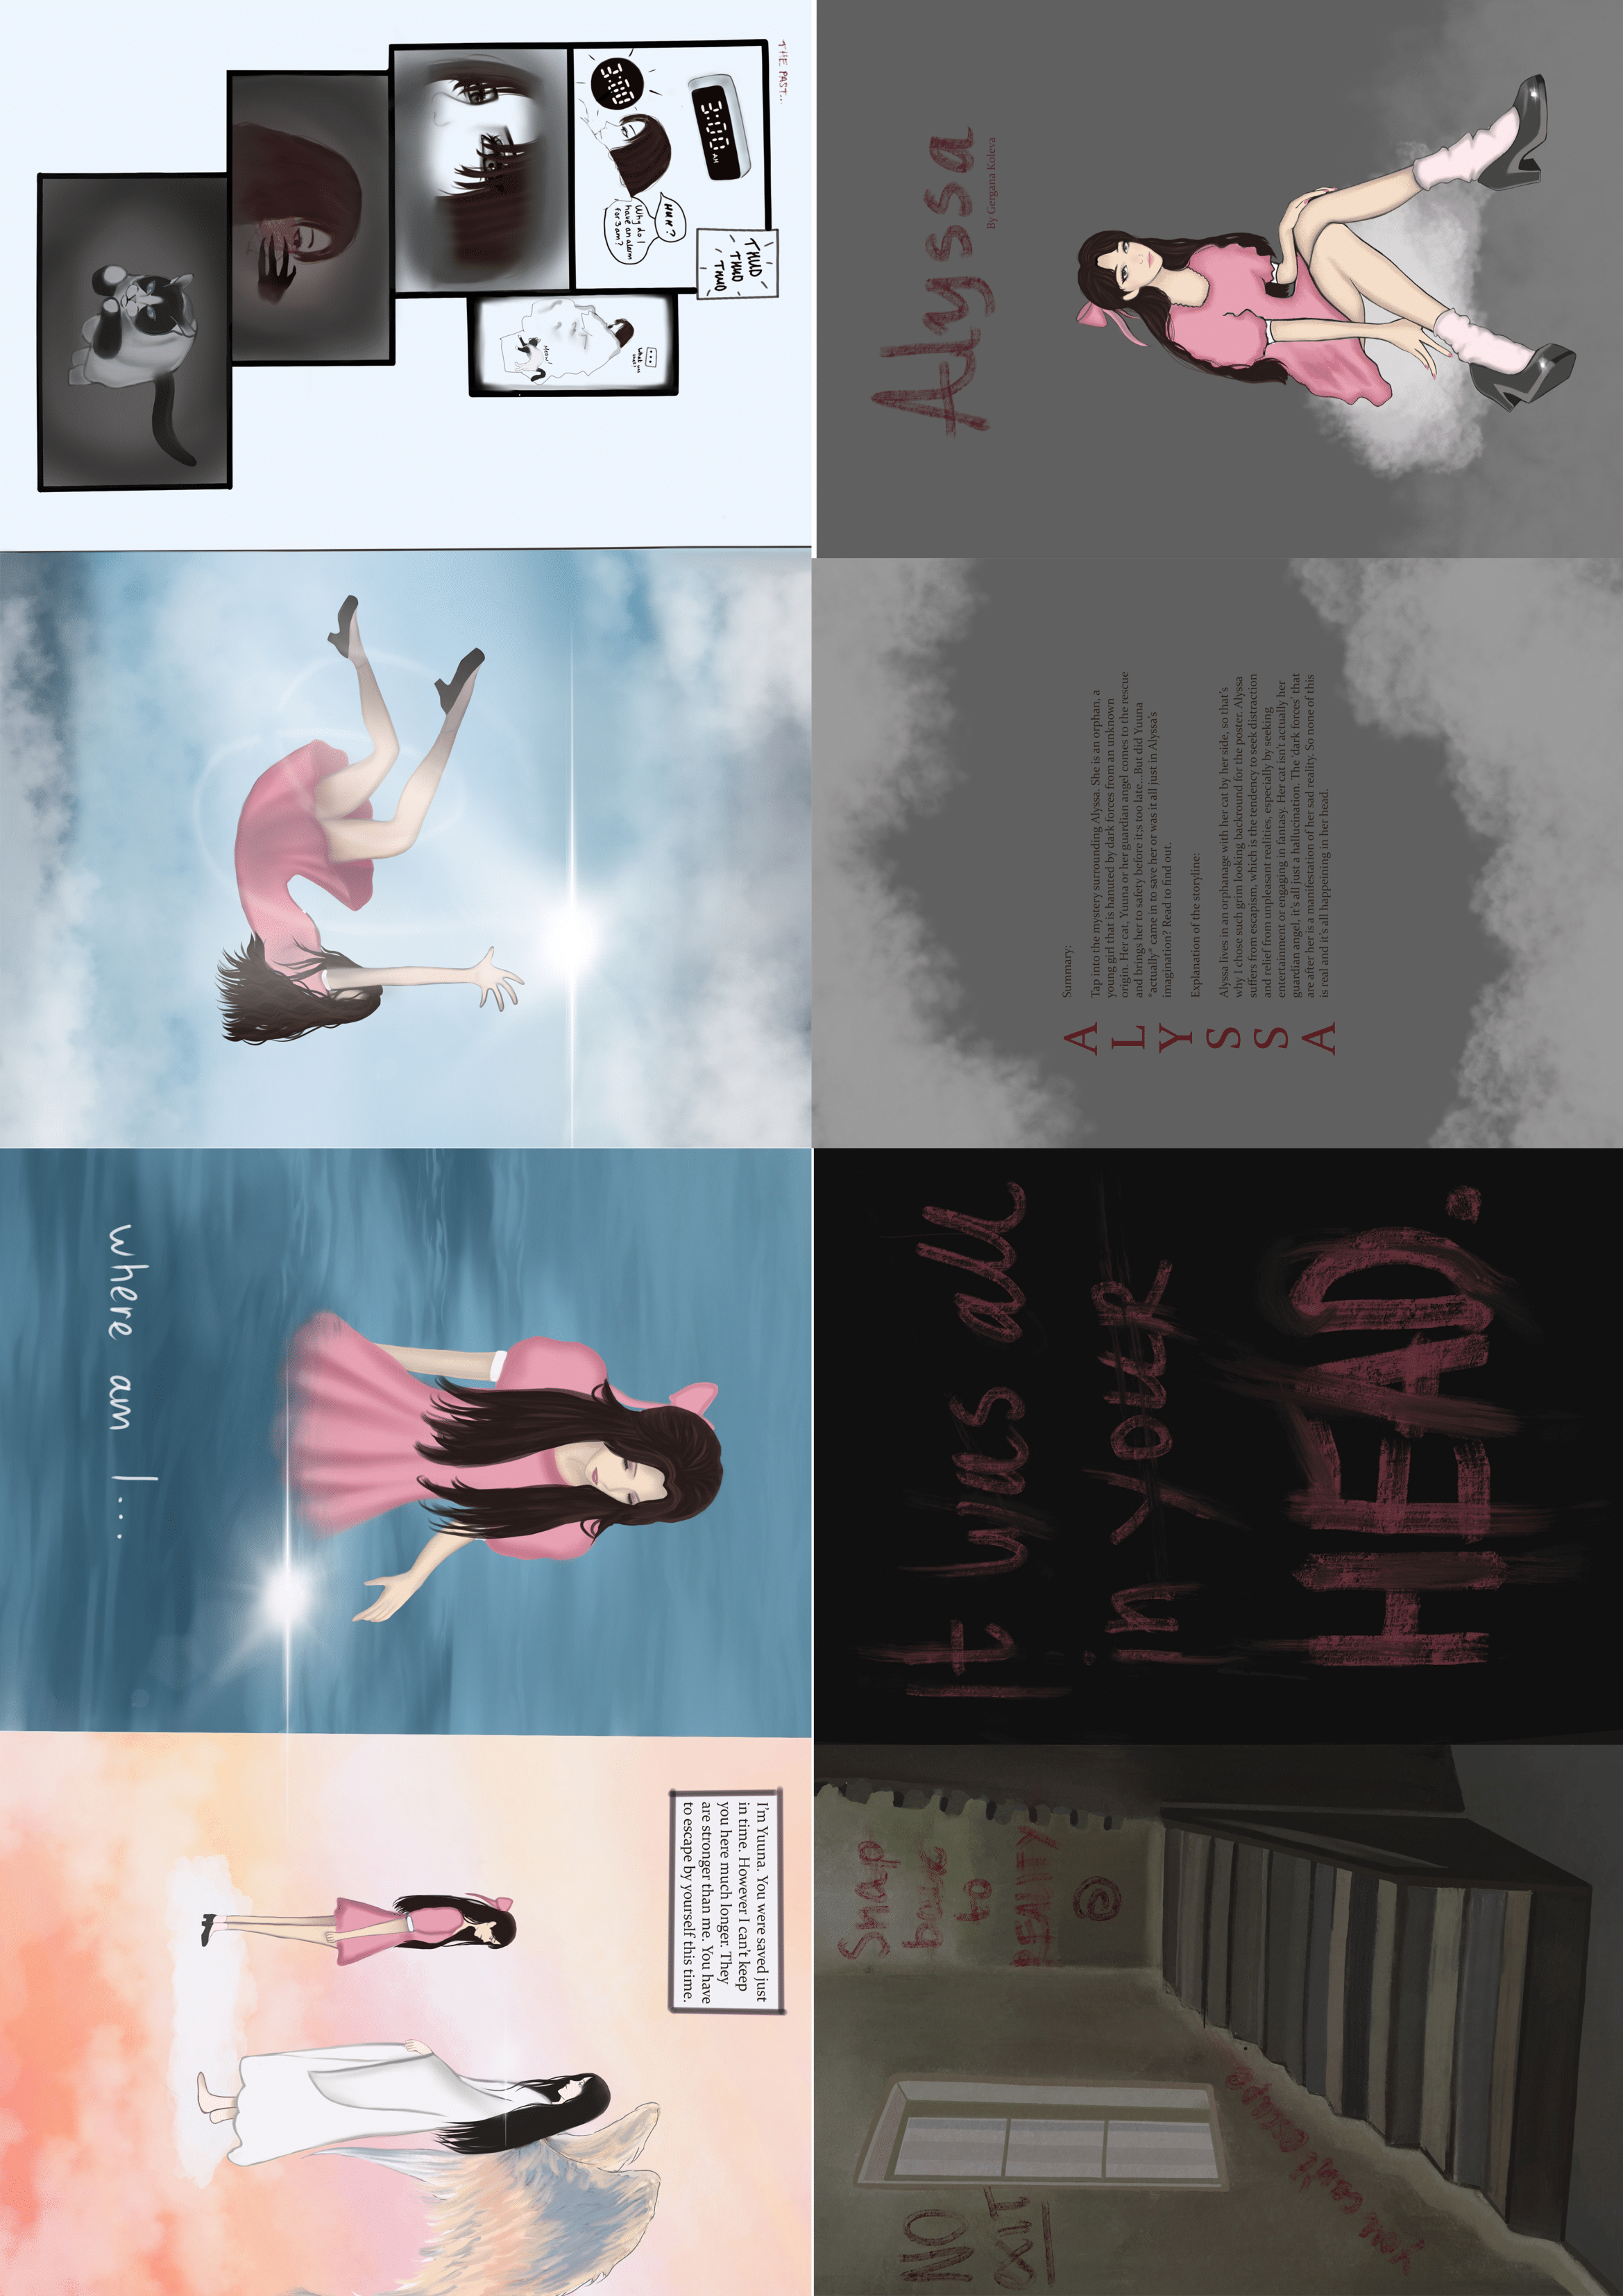 Alyssa
By Gergana Koleva
THE PAST...
THUD
THUD
THUD
3:00 AM
3:00
HUH?
Why do I
have an alarm
for 3am?
...
What was
that?
Meow!
where am I....
I'm Yuuna. You were saved just
in time. However I can't keep
you here much longer. They
are stronger than me. You have
to escape by yourself this time.
Snap
back
to
REALITY
You can't escape
NO
EXIT
It was all
in your
HEAD.
ALYSSA
Summary:
Tap into the mystery surrounding Alyssa. She is an orphan, a
young girl that is hanuted by dark forces from an unknown
origin. Her cat, Yuuna or her guardian angel comes to the rescue
and brings her to safety before it;s too late...But did Yuuna
*actually* came in to save her or was it all just in Alyssa's
imagination? Read to find out.
Explanation of the storyline:
Alyssa lives in an orphanage with her cat by her side, so that's
why I chose such grim looking backround for the poster. Alyssa
suffers from escapism, which is the tendency to seek distraction
and relief from unpleasant realities, especially by seeking
entertainment or engaging in fantasy. Her cat isn't actually her
guardian angel, it's all just a hallucination. The 'dark forces' that
are after her is a manifestation of her sad reality. So none of this
is real and it's all happeining in her head.